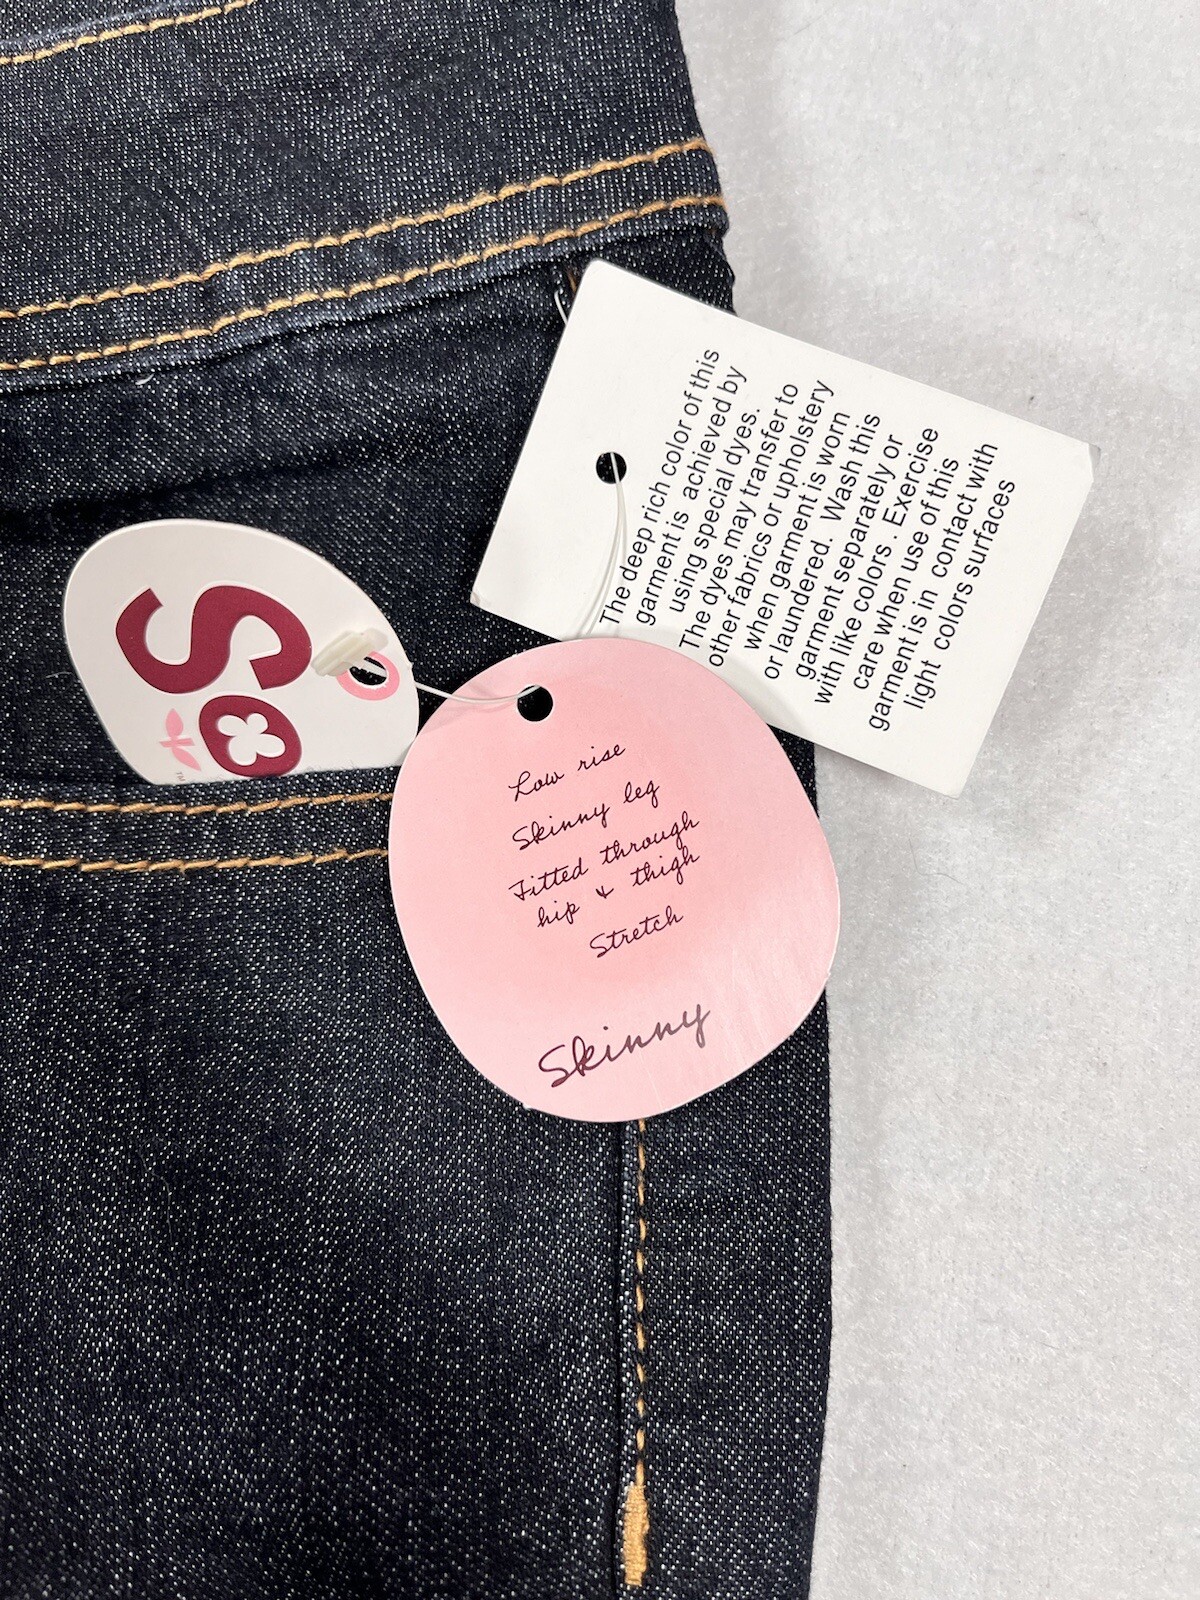 The deep rich color of this
garment is achieved by
using special dyes.
The dyes may transfer to
other fabrics or upholstery
when garment is worn
or laundered. Wash this
garment separately or
with like colors. Exercise
care when use of this
garment is in contact with
light colors surfaces
So
TM
Low rise
Skinny leg
Fitted through
hip & thigh
Stretch
Skinny